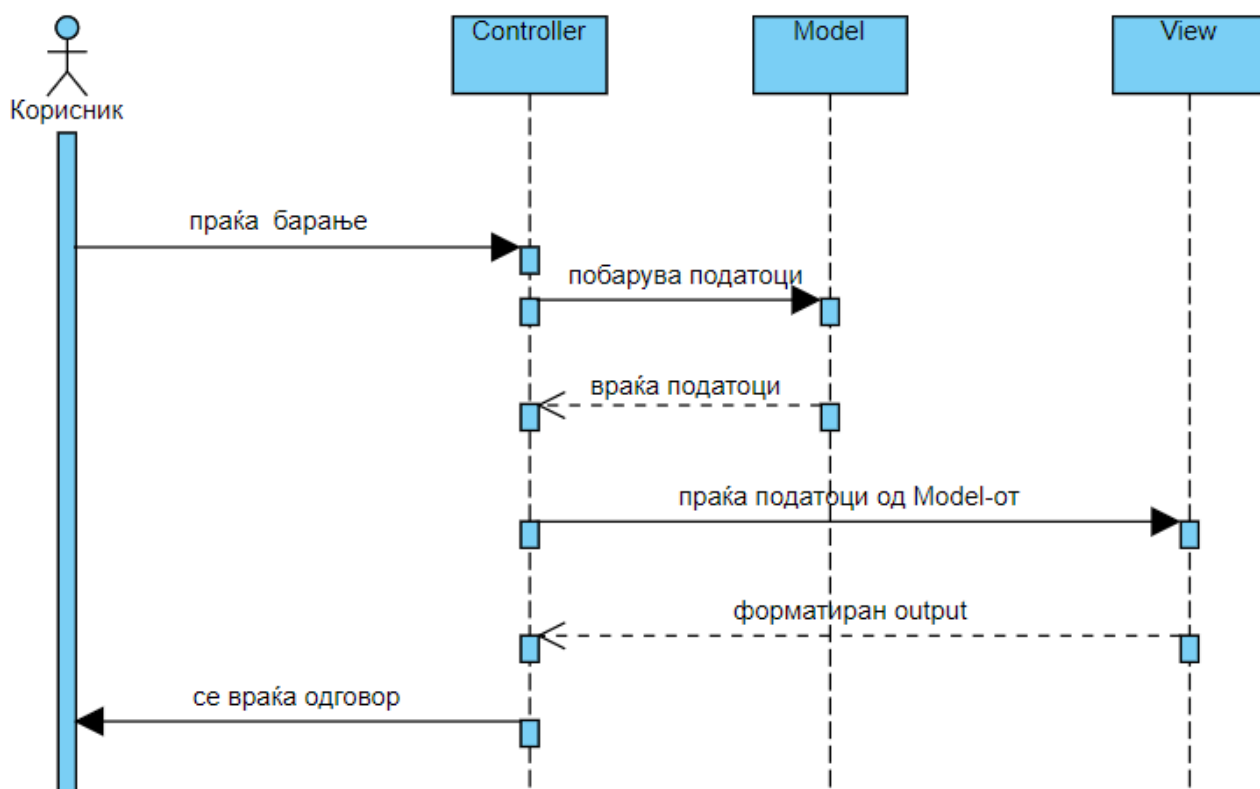 Controller
Model
View
Корисник
праќа  барање
побарува податоци
враќа податоци
праќа податоци од Model-от
форматиран output
се враќа одговор